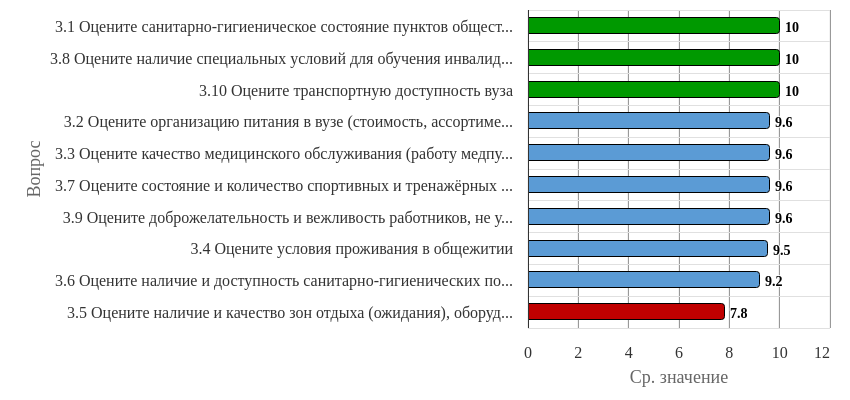 3.1 Оцените санитарно-гигиеническое состояние пунктов общест... 10
3.8 Оцените наличие специальных условий для обучения инвалид... 10
3.10 Оцените транспортную доступность вуза 10
3.2 Оцените организацию питания в вузе (стоимость, ассортиме... 9.6
3.3 Оцените качество медицинского обслуживания (работу медпу... 9.6
3.7 Оцените состояние и количество спортивных и тренажёрных ... 9.6
3.9 Оцените доброжелательность и вежливость работников, не у... 9.6
3.4 Оцените условия проживания в общежитии 9.5
3.6 Оцените наличие и доступность санитарно-гигиенических по... 9.2
3.5 Оцените наличие и качество зон отдыха (ожидания), оборуд... 7.8
Вопрос
0 2 4 6 8 10 12
Ср. значение